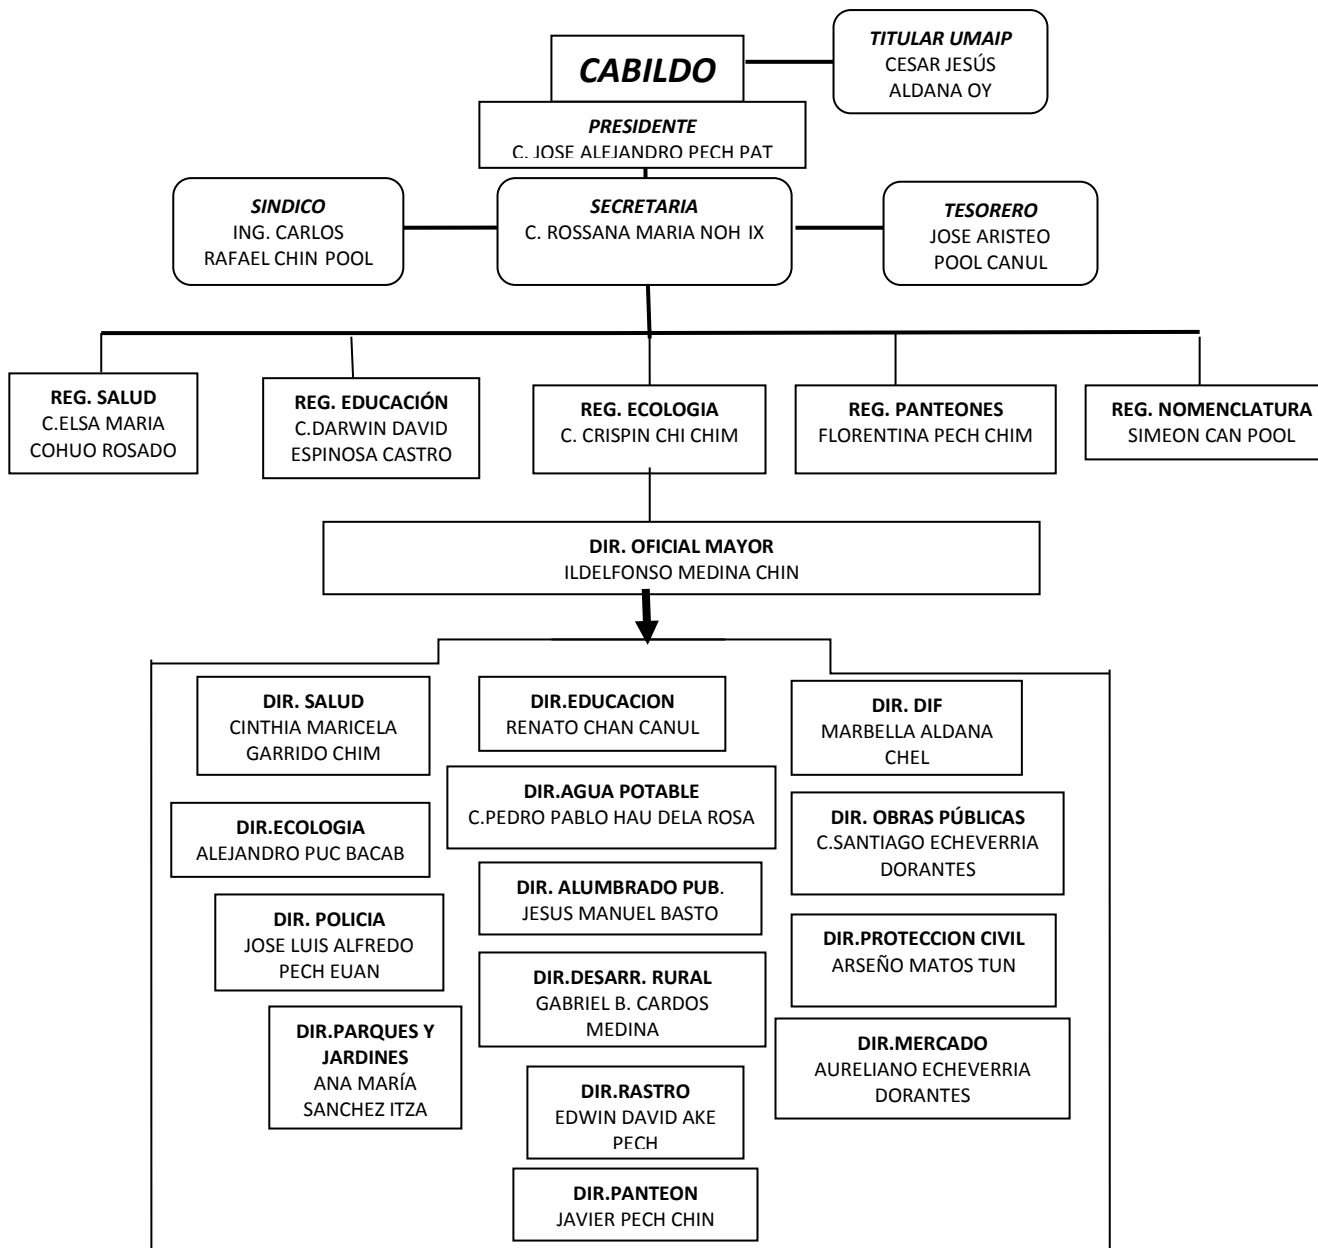 CABILDO
TITULAR UMAIP
CESAR JESÚS
ALDANA OY
PRESIDENTE
C. JOSE ALEJANDRO PECH PAT
SINDICO
ING. CARLOS
RAFAEL CHIN POOL
SECRETARIA
C. ROSSANA MARIA NOH IX
TESORERO
JOSE ARISTEO
POOL CANUL
REG. SALUD
C.ELSA MARIA
COHUO ROSADO
REG. EDUCACIÓN
C.DARWIN DAVID
ESPINOSA CASTRO
REG. ECOLOGIA
C. CRISPIN CHI CHIM
REG. PANTEONES
FLORENTINA PECH CHIM
REG. NOMENCLATURA
SIMEON CAN POOL
DIR. OFICIAL MAYOR
ILDELFONSO MEDINA CHIN
DIR. SALUD
CINTHIA MARICELA
GARRIDO CHIM
DIR.EDUCACION
RENATO CHAN CANUL
DIR. DIF
MARBELLA ALDANA
CHEL
DIR.ECOLOGIA
ALEJANDRO PUC BACAB
DIR.AGUA POTABLE
C.PEDRO PABLO HAU DELA ROSA
DIR. OBRAS PÚBLICAS
C.SANTIAGO ECHEVERRIA
DORANTES
DIR. POLICIA
JOSE LUIS ALFREDO
PECH EUAN
DIR. ALUMBRADO PUB.
JESUS MANUEL BASTO
DIR.PROTECCION CIVIL
ARSEÑO MATOS TUN
DIR.PARQUES Y
JARDINES
ANA MARÍA
SANCHEZ ITZA
DIR.DESARR. RURAL
GABRIEL B. CARDOS
MEDINA
DIR.MERCADO
AURELIANO ECHEVERRIA
DORANTES
DIR.RASTRO
EDWIN DAVID AKE
PECH
DIR.PANTEON
JAVIER PECH CHIN